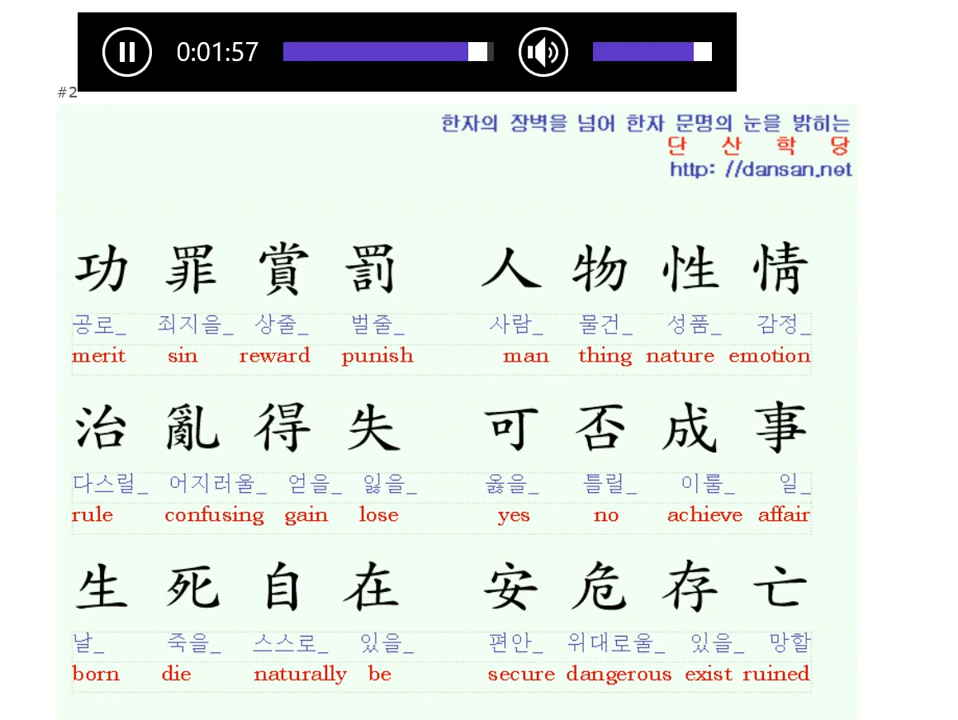 0:01:57
#2
한자의 장벽을 넘어 한자 문명의 눈을 밝히는
단 산 학 당
http: //dansan.net
功 罪 賞 罰 人 物 性 情
공로_ 죄지을_ 상줄_ 벌줄_ 사람_ 물건_ 성품_ 감정_
merit sin reward punish man thing nature emotion
治 亂 得 失 可 否 成 事
다스릴_ 어지러울_ 얻을_ 잃을_ 옳을_ 틀릴_ 이룰_ 일_
rule confusing gain lose yes no achieve affair
生 死 自 在 安 危 存 亡
날_ 죽을_ 스스로_ 있을_ 편안_ 위대로울_ 있을_ 망할
born die naturally be secure dangerous exist ruined